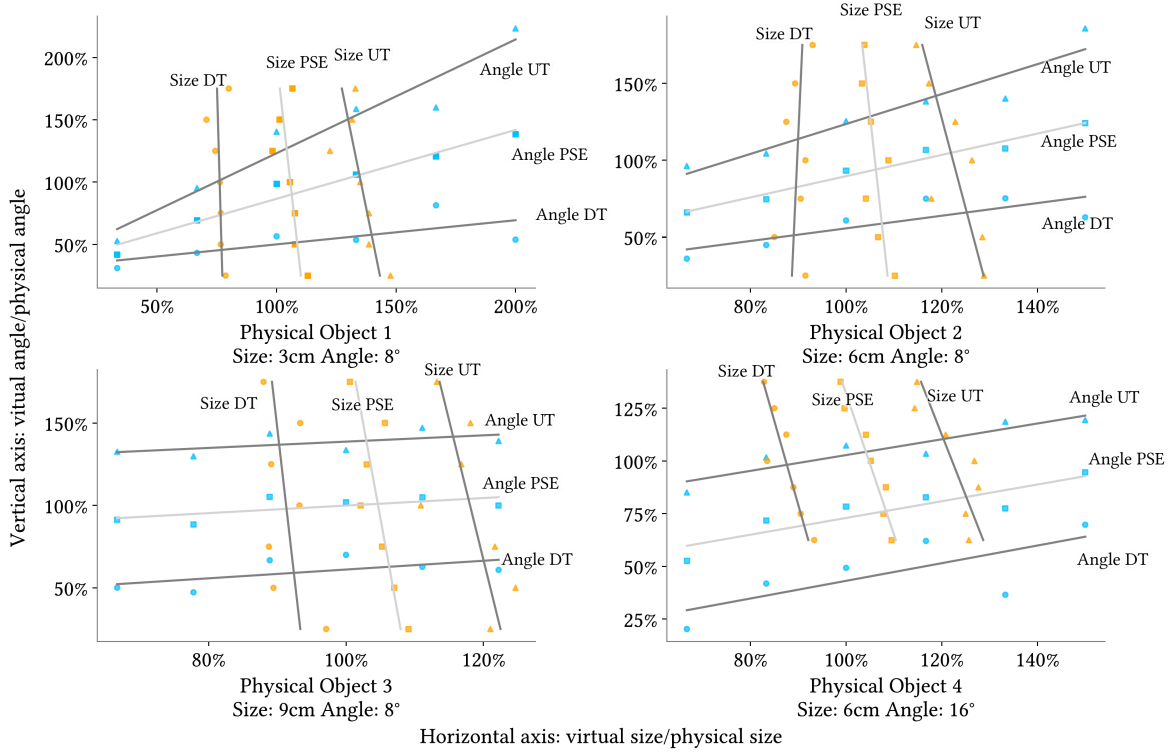 Vertical axis: vitual angle/physical angle
200%
150%
100%
50%
Size DT
Size PSE
Size UT
Angle UT
Angle PSE
Angle DT
50%
100%
150%
200%
Physical Object 1
Size: 3cm Angle: 8°
150%
100%
50%
Size DT
Size PSE
Size UT
Angle UT
Angle PSE
Angle DT
80%
100%
120%
140%
Physical Object 2
Size: 6cm Angle: 8°
150%
100%
50%
Size DT
Size PSE
Size UT
Angle UT
Angle PSE
Angle DT
80%
100%
120%
Physical Object 3
Size: 9cm Angle: 8°
125%
100%
75%
50%
25%
Size DT
Size PSE
Size UT
Angle UT
Angle PSE
Angle DT
80%
100%
120%
140%
Physical Object 4
Size: 6cm Angle: 16°
Horizontal axis: virtual size/physical size